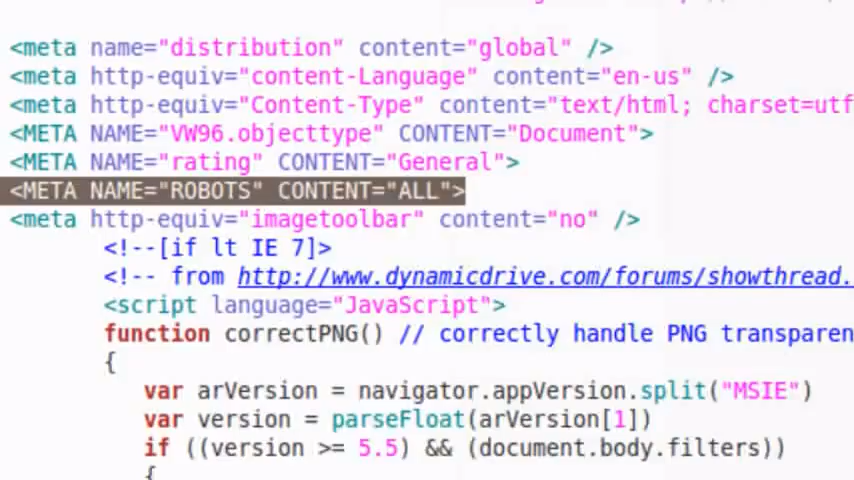 <meta name="distribution" content="global" />
<meta http-equiv="content-Language" content="en-us" />
<meta http-equiv="Content-Type" content="text/html; charset=utf
<META NAME="VW96.objecttype" CONTENT="Document">
<META NAME="rating" CONTENT="General">
<META NAME="ROBOTS" CONTENT="ALL">
<meta http-equiv="imagetoolbar" content="no" />
<!--[if lt IE 7]>
<!-- from http://www.dynamicdrive.com/forums/showthread.
<script language="JavaScript">
function correctPNG() // correctly handle PNG transparen
{
var arVersion = navigator.appVersion.split("MSIE")
var version = parseFloat(arVersion[1])
if ((version >= 5.5) && (document.body.filters))
{